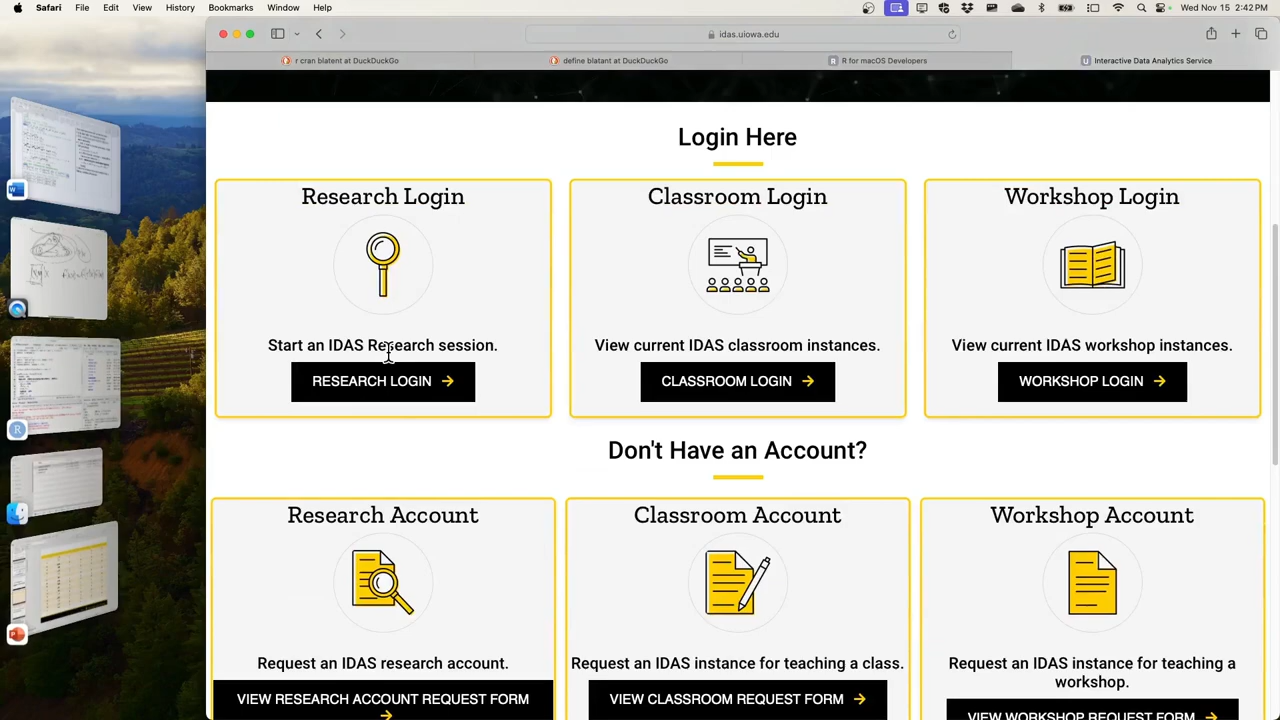 Safari File Edit View History Bookmarks Window Help Wed Nov 15 2:42 PM
idas.uiowa.edu
r cran blatent at DuckDuckGo define blatant at DuckDuckGo R for macOS Developers Interactive Data Analytics Service
Login Here
Research Login Classroom Login Workshop Login
Start an IDAS Research session. View current IDAS classroom instances. View current IDAS workshop instances.
RESEARCH LOGIN → CLASSROOM LOGIN → WORKSHOP LOGIN →
Don't Have an Account?
Research Account Classroom Account Workshop Account
Request an IDAS research account. Request an IDAS instance for teaching a class. Request an IDAS instance for teaching a
workshop.
VIEW RESEARCH ACCOUNT REQUEST FORM VIEW CLASSROOM REQUEST FORM → VIEW WORKSHOP REQUEST FORM →
→